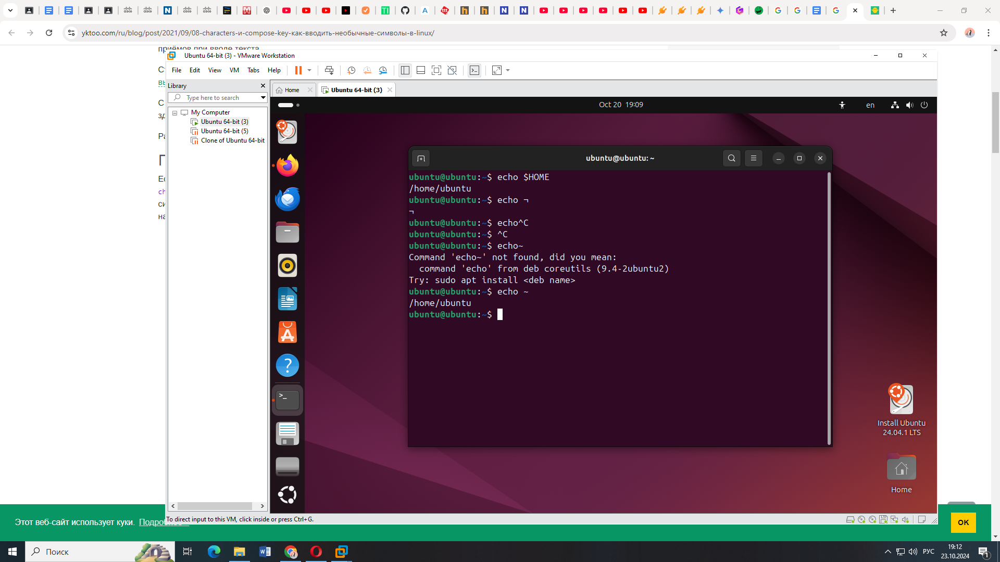 yktoo.com/ru/blog/post/2021/09/08-characters-и-compose-key-как-вводить-необычные-символы-в-linux/
приёмов при вводе текста
Ubuntu 64-bit (3) - VMware Workstation
File Edit View VM Tabs Help
Library
Type here to search
My Computer
Ubuntu 64-bit (3)
Ubuntu 64-bit (5)
Clone of Ubuntu 64-bit
Home
Ubuntu 64-bit (3)
Oct 20 19:09
en
ubuntu@ubuntu: ~
ubuntu@ubuntu:~$ echo $HOME
/home/ubuntu
ubuntu@ubuntu:~$ echo ¬
¬
ubuntu@ubuntu:~$ echo^C
ubuntu@ubuntu:~$ ^C
ubuntu@ubuntu:~$ echo~
Command 'echo~' not found, did you mean:
command 'echo' from deb coreutils (9.4-2ubuntu2)
Try: sudo apt install <deb name>
ubuntu@ubuntu:~$ echo ~
/home/ubuntu
ubuntu@ubuntu:~$
Install Ubuntu
24.04.1 LTS
Home
To direct input to this VM, click inside or press Ctrl+G.
Этот веб-сайт использует куки.
OK
Поиск
РУС
19:12
23.10.2024
1